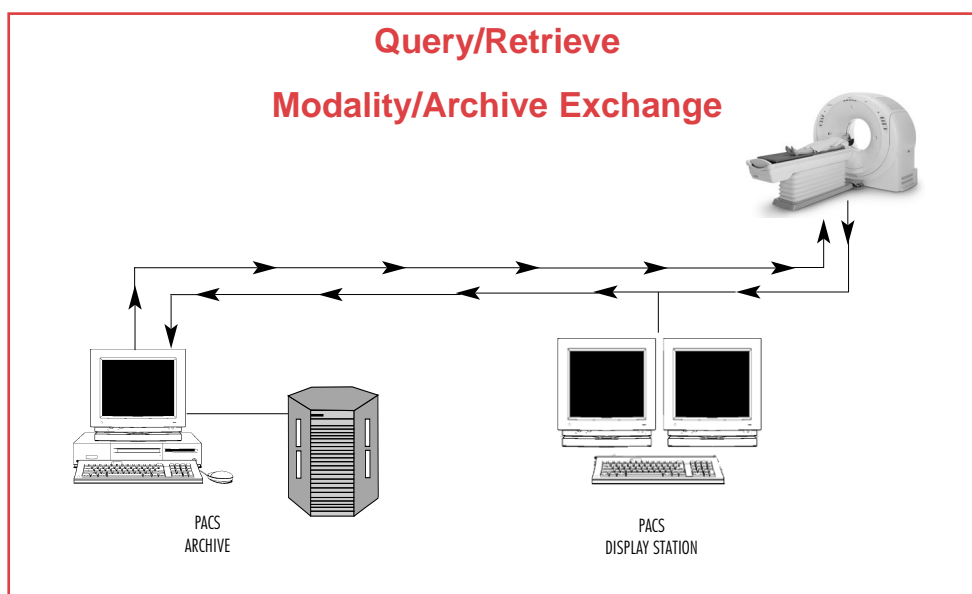 Query/Retrieve
Modality/Archive Exchange
PACS
ARCHIVE
PACS
DISPLAY STATION